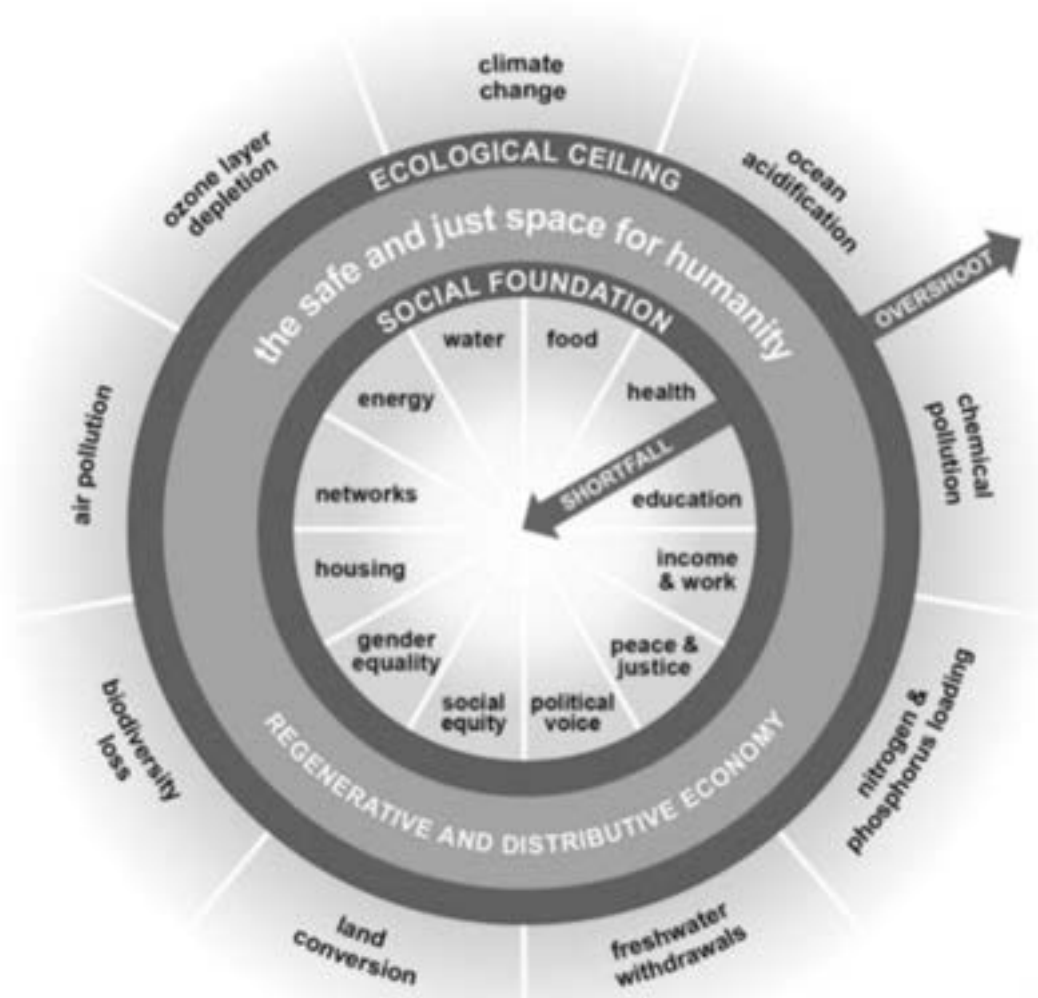 climate
change
ocean
acidification
OVERSHOOT
chemical
pollution
nitrogen &
phosphorus loading
freshwater
withdrawals
land
conversion
biodiversity
loss
air pollution
ozone layer
depletion
ECOLOGICAL CEILING
the safe and just space for humanity
SOCIAL FOUNDATION
water
food
health
SHORTFALL
education
income
& work
peace &
justice
political
voice
social
equity
gender
equality
housing
networks
energy
REGENERATIVE AND DISTRIBUTIVE ECONOMY